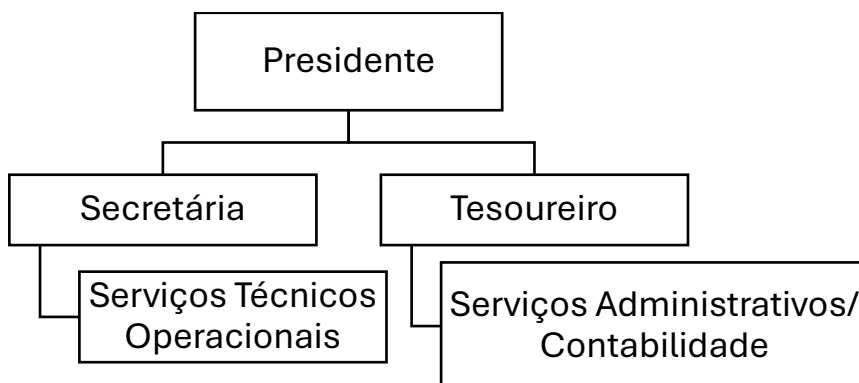 Presidente
Secretária
Tesoureiro
Serviços Técnicos
Operacionais
Serviços Administrativos/
Contabilidade